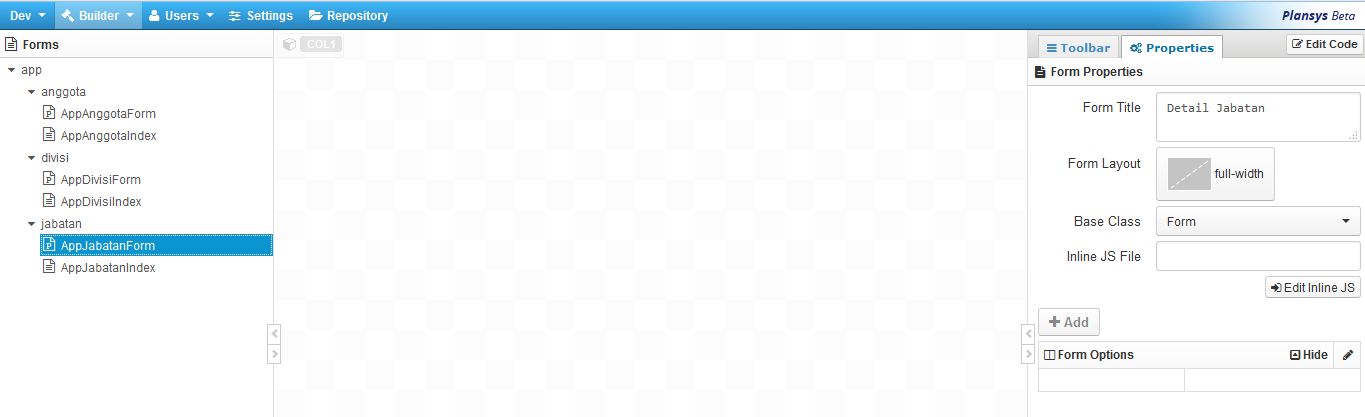 Dev Builder Users Settings Repository Plansys Beta
Forms
app
anggota
AppAnggotaForm
AppAnggotaIndex
divisi
AppDivisiForm
AppDivisiIndex
jabatan
AppJabatanForm
AppJabatanIndex
COL1
Toolbar Properties Edit Code
Form Properties
Form Title Detail Jabatan
Form Layout full-width
Base Class Form
Inline JS File
Edit Inline JS
Add
Form Options Hide